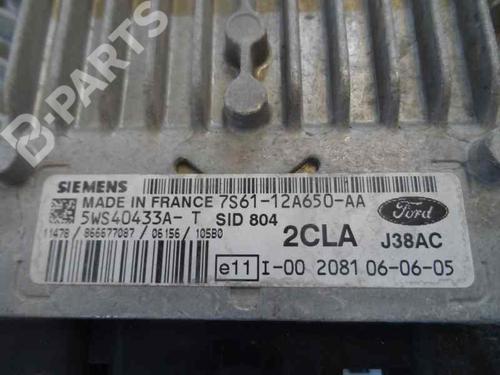 B-PARTS
SIEMENS
MADE IN FRANCE 7S61-12A650-AA
5WS40433A- T SID 804
Ford
11478 / 866677087 / 06156 / 105B0
2CLA J38AC
e11 I-00 2081 06-06-05